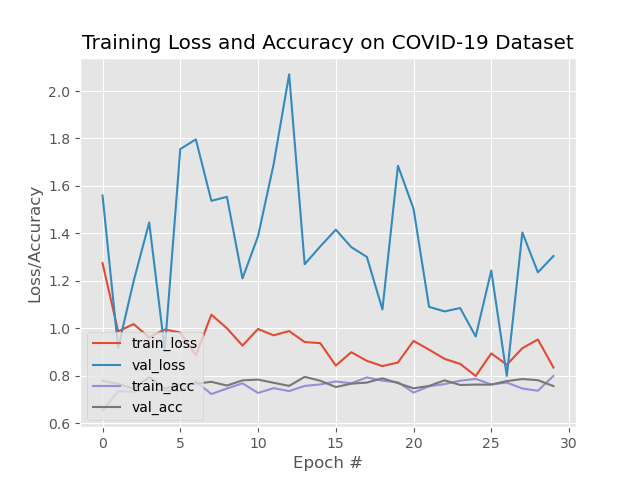 Training Loss and Accuracy on COVID-19 Dataset
Loss/Accuracy
2.0
1.8
1.6
1.4
1.2
1.0
0.8
0.6
train_loss
val_loss
train_acc
val_acc
0 5 10 15 20 25 30
Epoch #